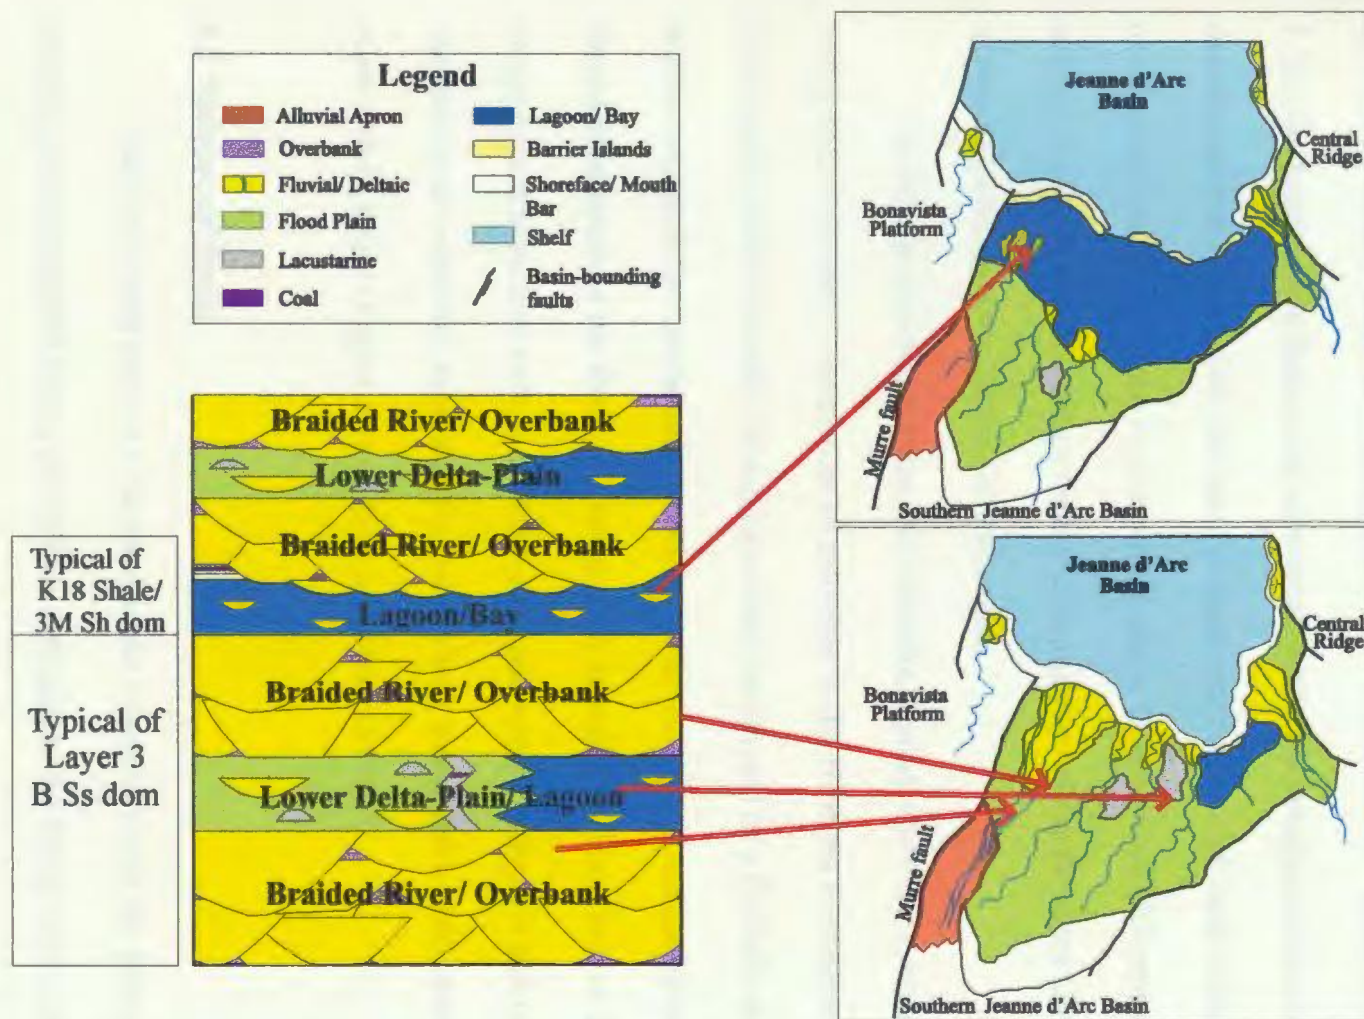 Legend
Alluvial Apron
Overbank
Fluvial/ Deltaic
Flood Plain
Lacustarine
Coal
Lagoon/ Bay
Barrier Islands
Shoreface/ Mouth
Bar
Shelf
Basin-bounding
faults
Braided River/ Overbank
Lower Delta-Plain
Braided River/ Overbank
Lagoon/Bay
Braided River/ Overbank
Lower Delta-Plain/ Lagoon
Braided River/ Overbank
Typical of
K18 Shale/
3M Sh dom
Typical of
Layer 3
B Ss dom
Jeanne d'Arc
Basin
Central
Ridge
Bonavista
Platform
Murre fault
Southern Jeanne d'Arc Basin
Jeanne d'Arc
Basin
Central
Ridge
Bonavista
Platform
Murre fault
Southern Jeanne d'Arc Basin